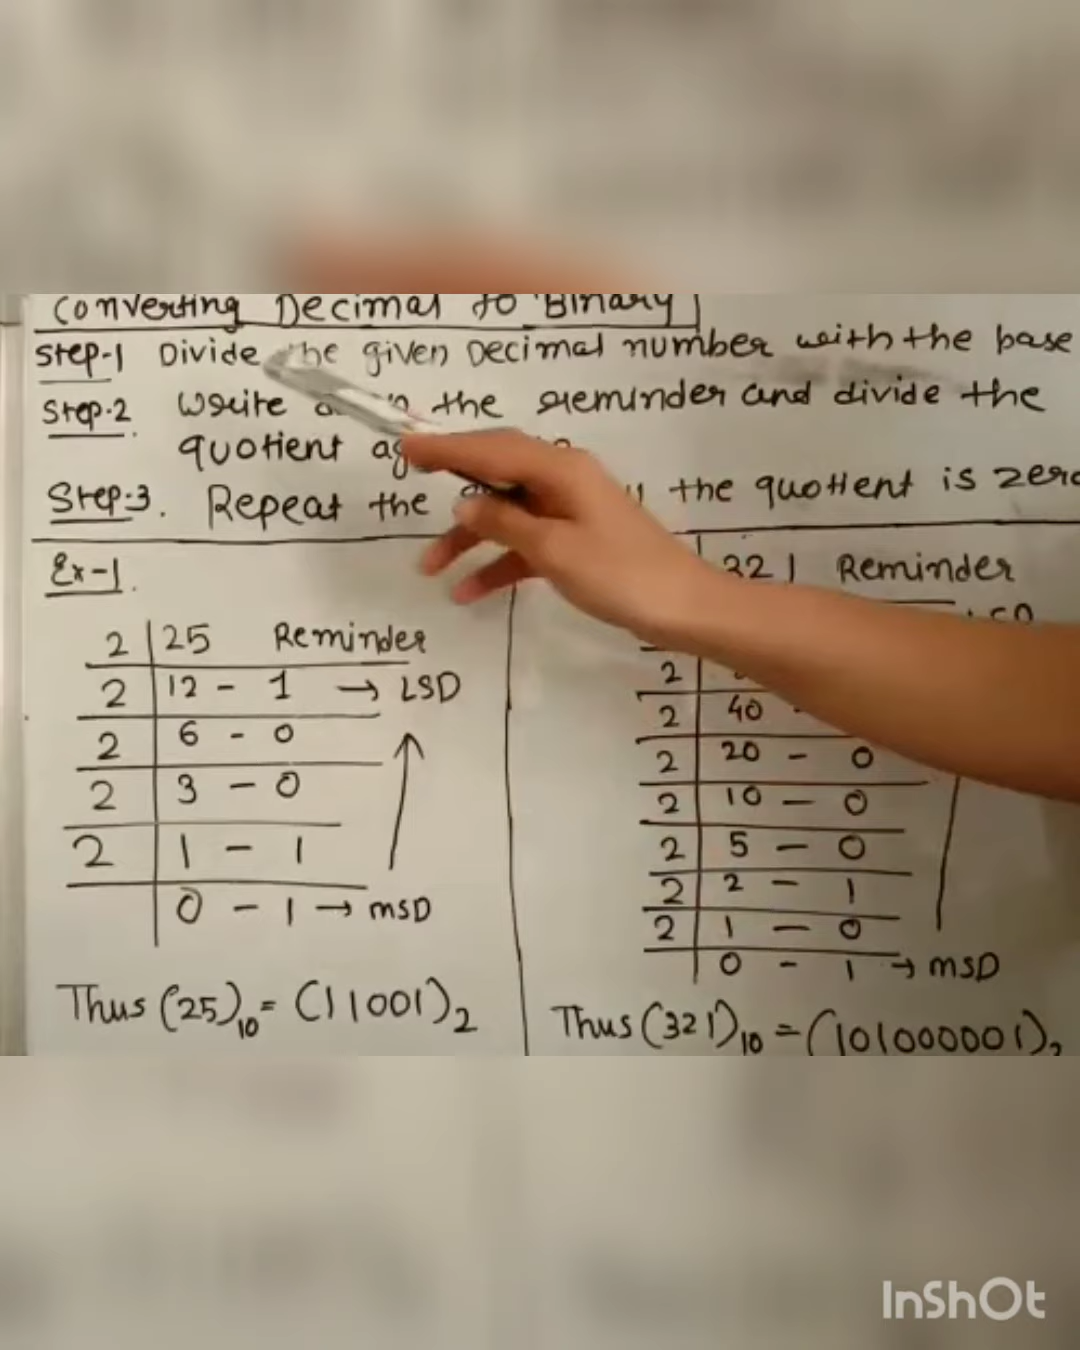 Converting Decimal to Binary
Step-1 Divide the given Decimal number with the base
Step-2 Write the reminder and divide the
quotient
Step-3. Repeat the the quotient is zero
Ex-1.
2 25 Reminder
2 12 - 1 → LSD
2 6 - 0
2 3 - 0
2 1 - 1
0 - 1 → MSD
Thus (25)10 = (11001)2
321 Reminder
2
2 40 -
2 20 - 0
2 10 - 0
2 5 - 0
2 2 - 1
2 1 - 0
0 - 1 → MSD
Thus (321)10 = (101000001)2
InShOt